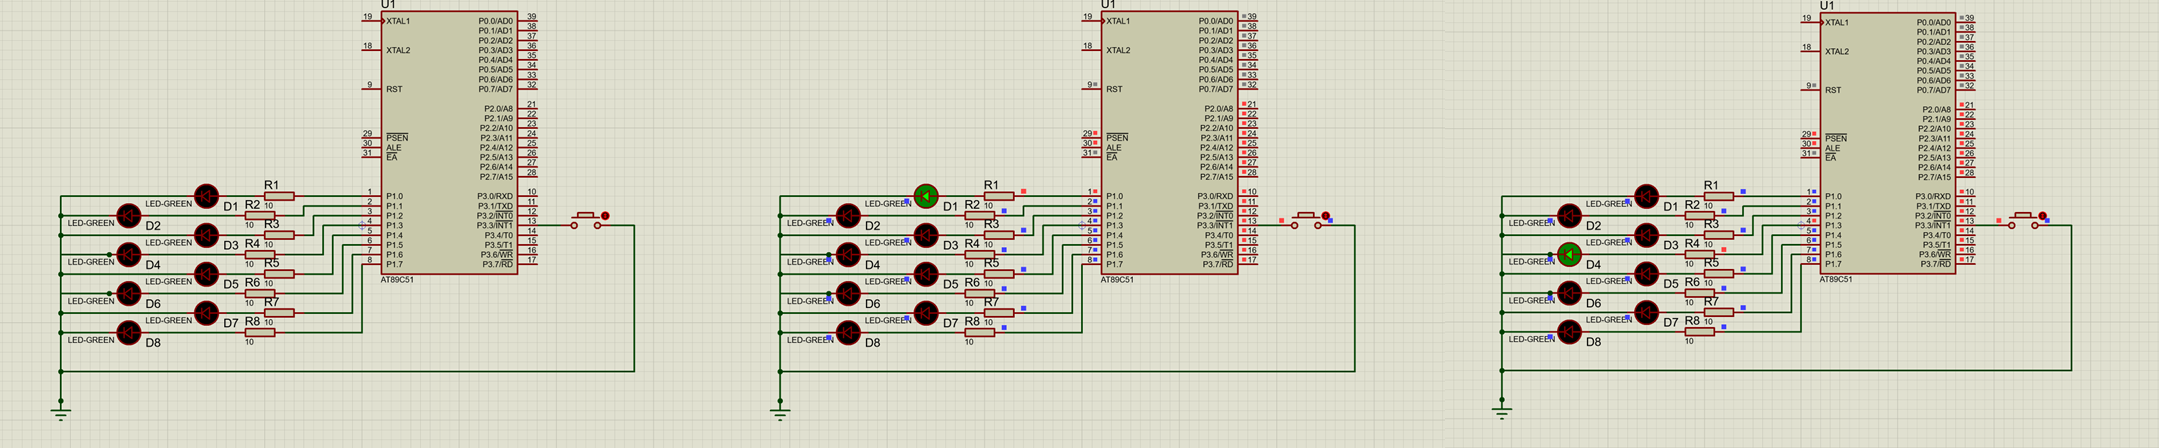 U1
19 XTAL1 P0.0/AD0 39
P0.1/AD1 38
P0.2/AD2 37
18 XTAL2 P0.3/AD3 36
P0.4/AD4 35
P0.5/AD5 34
P0.6/AD6 33
9 RST P0.7/AD7 32
P2.0/A8 21
P2.1/A9 22
P2.2/A10 23
29 PSEN P2.3/A11 24
30 ALE P2.4/A12 25
31 EA P2.5/A13 26
P2.6/A14 27
P2.7/A15 28
1 P1.0 P3.0/RXD 10
2 P1.1 P3.1/TXD 11
3 P1.2 P3.2/INT0 12
4 P1.3 P3.3/INT1 13
5 P1.4 P3.4/T0 14
6 P1.5 P3.5/T1 15
7 P1.6 P3.6/WR 16
8 P1.7 P3.7/RD 17
AT89C51
R1
10
LED-GREEN D1
R2
10
LED-GREEN D2
R3
10
LED-GREEN D3
R4
10
LED-GREEN D4
R5
10
LED-GREEN D5
R6
10
LED-GREEN D6
R7
10
LED-GREEN D7
R8
10
LED-GREEN D8
U1
19 XTAL1 P0.0/AD0 39
P0.1/AD1 38
P0.2/AD2 37
18 XTAL2 P0.3/AD3 36
P0.4/AD4 35
P0.5/AD5 34
P0.6/AD6 33
9 RST P0.7/AD7 32
P2.0/A8 21
P2.1/A9 22
P2.2/A10 23
29 PSEN P2.3/A11 24
30 ALE P2.4/A12 25
31 EA P2.5/A13 26
P2.6/A14 27
P2.7/A15 28
1 P1.0 P3.0/RXD 10
2 P1.1 P3.1/TXD 11
3 P1.2 P3.2/INT0 12
4 P1.3 P3.3/INT1 13
5 P1.4 P3.4/T0 14
6 P1.5 P3.5/T1 15
7 P1.6 P3.6/WR 16
8 P1.7 P3.7/RD 17
AT89C51
R1
10
LED-GREEN D1
R2
10
LED-GREEN D2
R3
10
LED-GREEN D3
R4
10
LED-GREEN D4
R5
10
LED-GREEN D5
R6
10
LED-GREEN D6
R7
10
LED-GREEN D7
R8
10
LED-GREEN D8
U1
19 XTAL1 P0.0/AD0 39
P0.1/AD1 38
P0.2/AD2 37
18 XTAL2 P0.3/AD3 36
P0.4/AD4 35
P0.5/AD5 34
P0.6/AD6 33
9 RST P0.7/AD7 32
P2.0/A8 21
P2.1/A9 22
P2.2/A10 23
29 PSEN P2.3/A11 24
30 ALE P2.4/A12 25
31 EA P2.5/A13 26
P2.6/A14 27
P2.7/A15 28
1 P1.0 P3.0/RXD 10
2 P1.1 P3.1/TXD 11
3 P1.2 P3.2/INT0 12
4 P1.3 P3.3/INT1 13
5 P1.4 P3.4/T0 14
6 P1.5 P3.5/T1 15
7 P1.6 P3.6/WR 16
8 P1.7 P3.7/RD 17
AT89C51
R1
10
LED-GREEN D1
R2
10
LED-GREEN D2
R3
10
LED-GREEN D3
R4
10
LED-GREEN D4
R5
10
LED-GREEN D5
R6
10
LED-GREEN D6
R7
10
LED-GREEN D7
R8
10
LED-GREEN D8